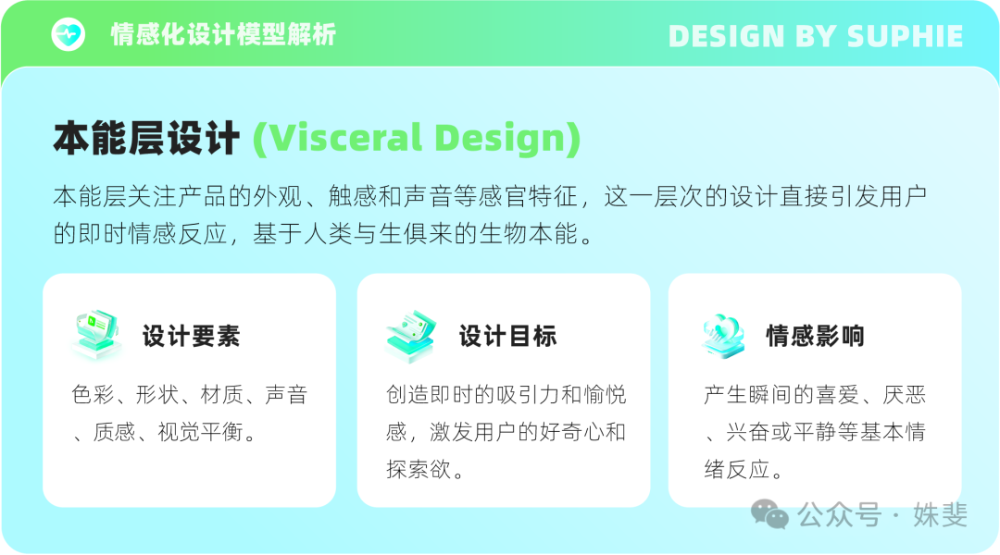 情感化设计模型解析
DESIGN BY SUPHIE
本能层设计 (Visceral Design)
本能层关注产品的外观、触感和声音等感官特征，这一层次的设计直接引发用户
的即时情感反应，基于人类与生俱来的生物本能。
设计要素
色彩、形状、材质、声音
、质感、视觉平衡。
设计目标
创造即时的吸引力和愉悦
感，激发用户的好奇心和
探索欲。
情感影响
产生瞬间的喜爱、厌恶
、兴奋或平静等基本情
绪反应。
公众号 · 姝斐